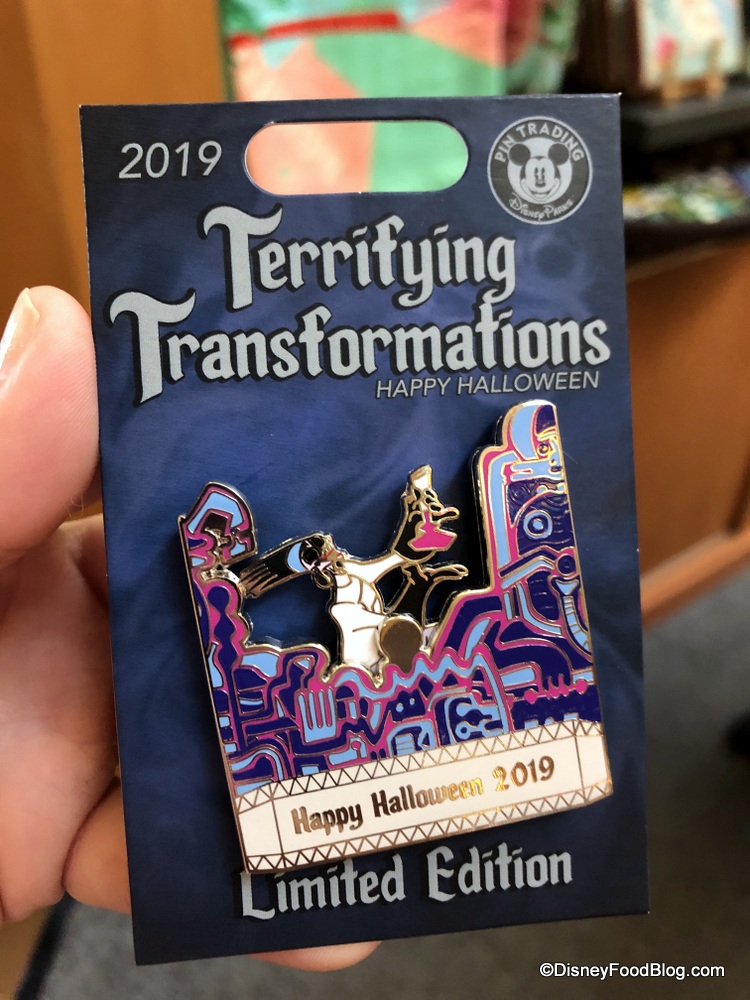 2019
PIN TRADING
Disney Parks
Terrifying
Transformations
HAPPY HALLOWEEN
Happy Halloween 2019
Limited Edition
©DisneyFoodBlog.com